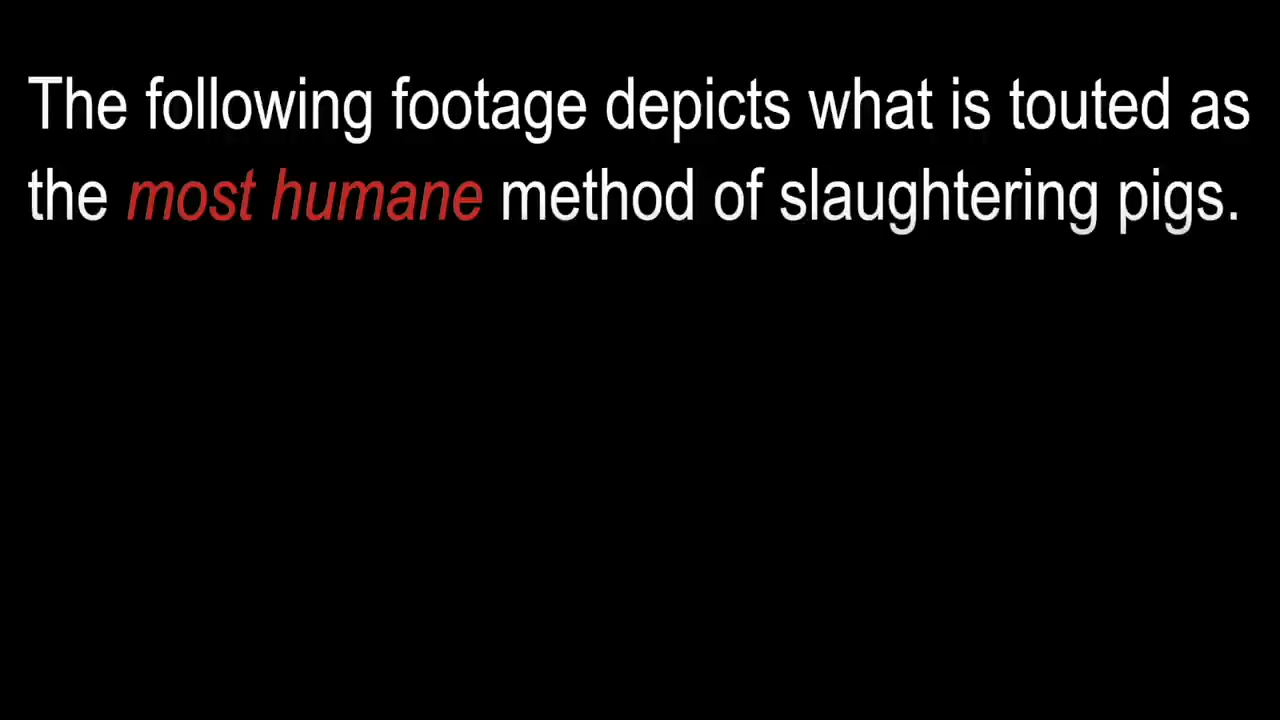 The following footage depicts what is touted as
the most humane method of slaughtering pigs.